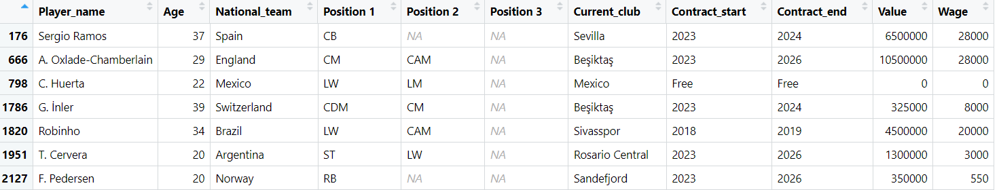 Player_name Age National_team Position 1 Position 2 Position 3 Current_club Contract_start Contract_end Value Wage
176 Sergio Ramos 37 Spain CB NA NA Sevilla 2023 2024 6500000 28000
666 A. Oxlade-Chamberlain 29 England CM CAM NA Beşiktaş 2023 2026 10500000 28000
798 C. Huerta 22 Mexico LW LM NA Mexico Free Free 0 0
1786 G. İnler 39 Switzerland CDM CM NA Beşiktaş 2023 2024 325000 8000
1820 Robinho 34 Brazil LW CAM NA Sivasspor 2018 2019 4500000 20000
1951 T. Cervera 20 Argentina ST LW NA Rosario Central 2023 2026 1300000 3000
2127 F. Pedersen 20 Norway RB NA NA Sandefjord 2023 2026 350000 550